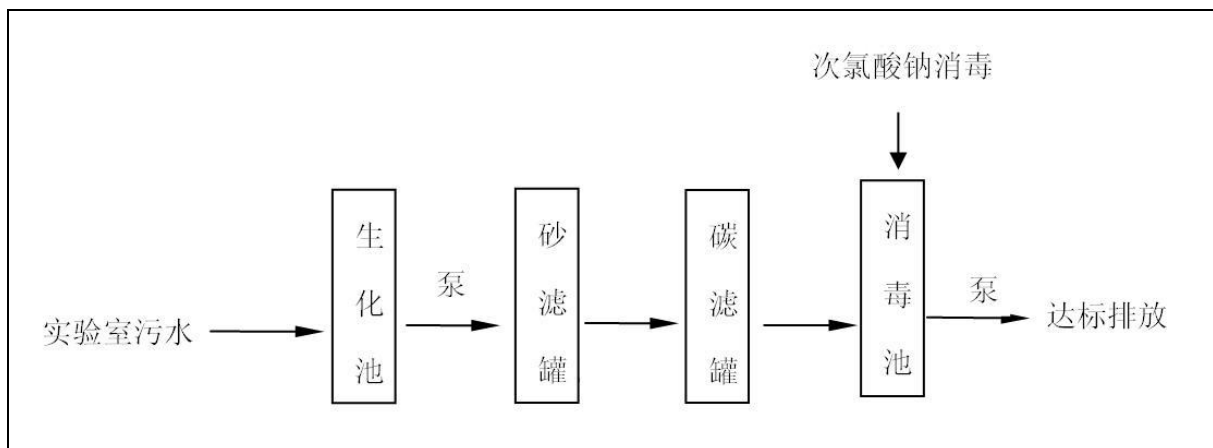 次氯酸钠消毒
实验室污水
生化池
泵
砂滤罐
碳滤罐
消毒池
泵
达标排放